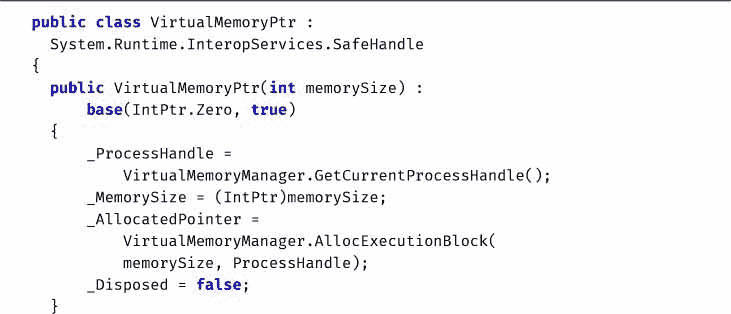 public class VirtualMemoryPtr :
  System.Runtime.InteropServices.SafeHandle
{
  public VirtualMemoryPtr(int memorySize) :
      base(IntPtr.Zero, true)
  {
      _ProcessHandle =
          VirtualMemoryManager.GetCurrentProcessHandle();
      _MemorySize = (IntPtr)memorySize;
      _AllocatedPointer =
          VirtualMemoryManager.AllocExecutionBlock(
          memorySize, ProcessHandle);
      _Disposed = false;
  }